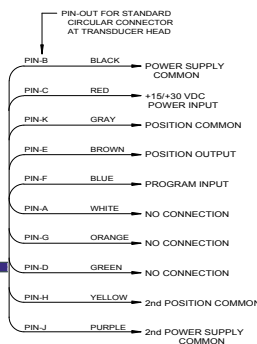 PIN-OUT FOR STANDARD
CIRCULAR CONNECTOR
AT TRANSDUCER HEAD
PIN-B BLACK POWER SUPPLY
COMMON
PIN-C RED +15/+30 VDC
POWER INPUT
PIN-K GRAY POSITION COMMON
PIN-E BROWN POSITION OUTPUT
PIN-F BLUE PROGRAM INPUT
PIN-A WHITE NO CONNECTION
PIN-G ORANGE NO CONNECTION
PIN-D GREEN NO CONNECTION
PIN-H YELLOW 2nd POSITION COMMON
PIN-J PURPLE 2nd POWER SUPPLY
COMMON